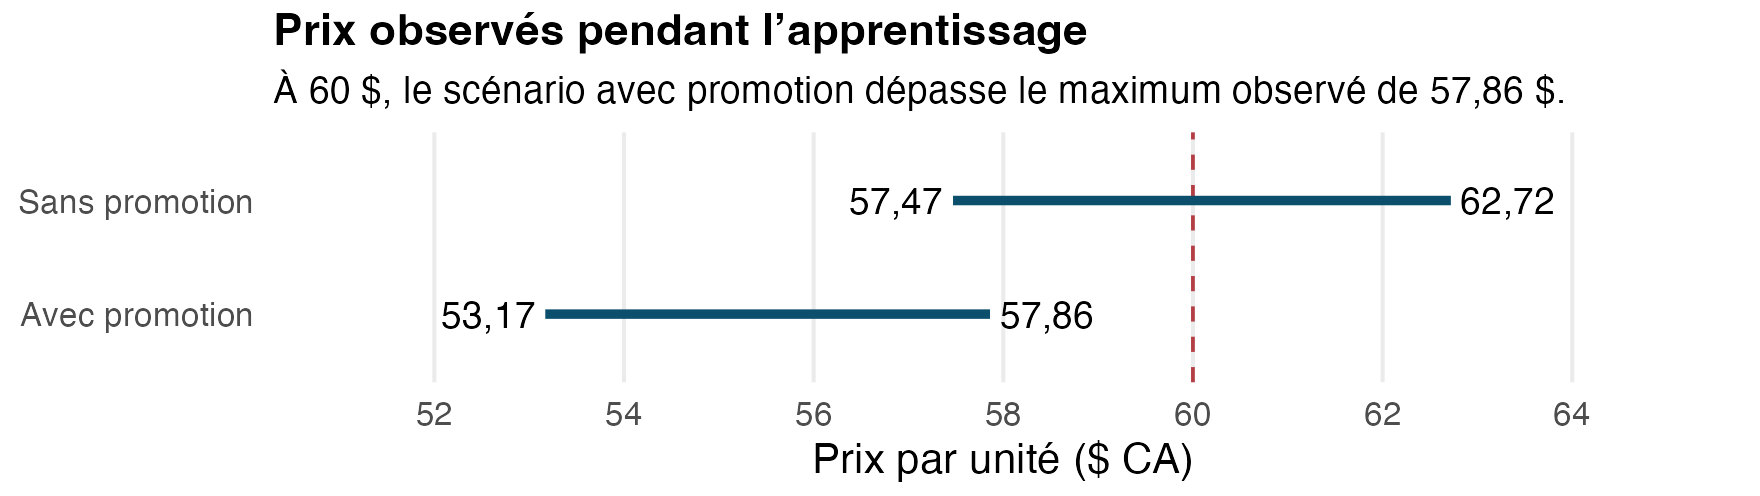 Prix observés pendant l’apprentissage
À 60 $, le scénario avec promotion dépasse le maximum observé de 57,86 $.
Sans promotion
57,47
62,72
Avec promotion
53,17
57,86
52 54 56 58 60 62 64
Prix par unité ($ CA)